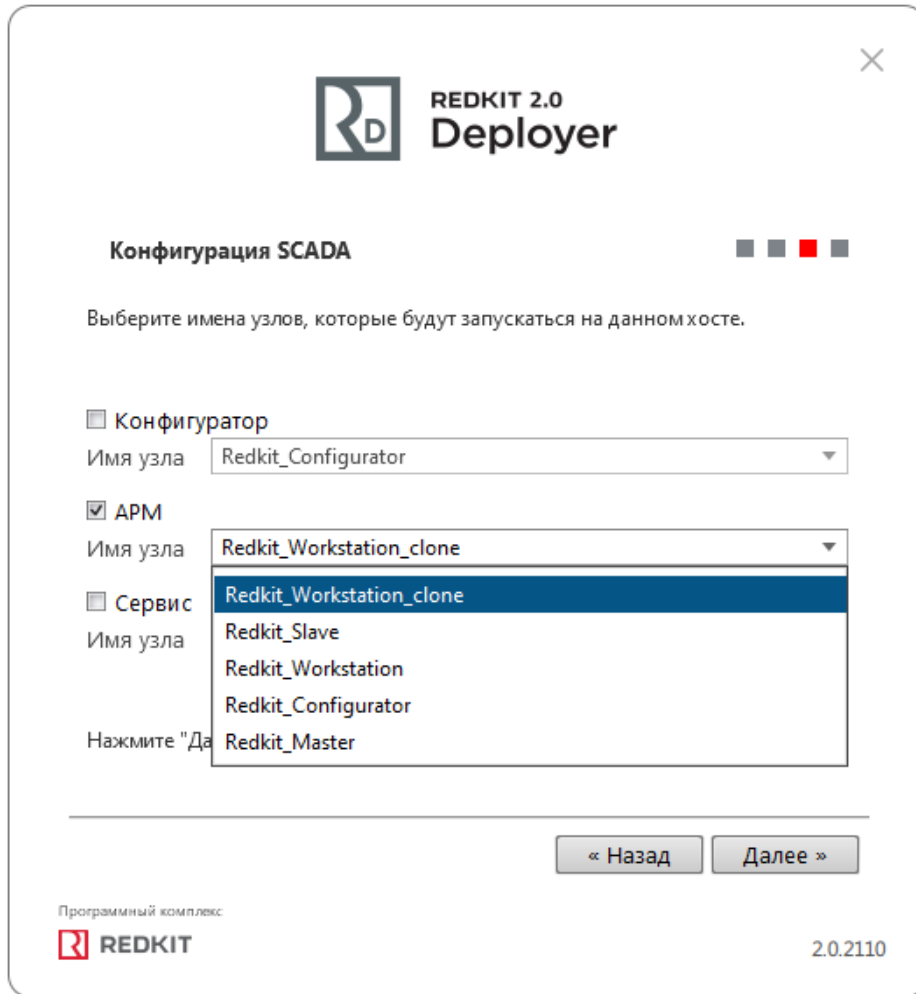 REDKIT 2.0
Deployer
Конфигурация SCADA
Выберите имена узлов, которые будут запускаться на данном хосте.
Конфигуратор
Имя узла Redkit_Configurator
АРМ
Имя узла Redkit_Workstation_clone
Redkit_Workstation_clone
Сервис
Redkit_Slave
Имя узла
Redkit_Workstation
Redkit_Configurator
Нажмите "Да
Redkit_Master
« Назад Далее »
Программный комплекс
REDKIT
2.0.2110